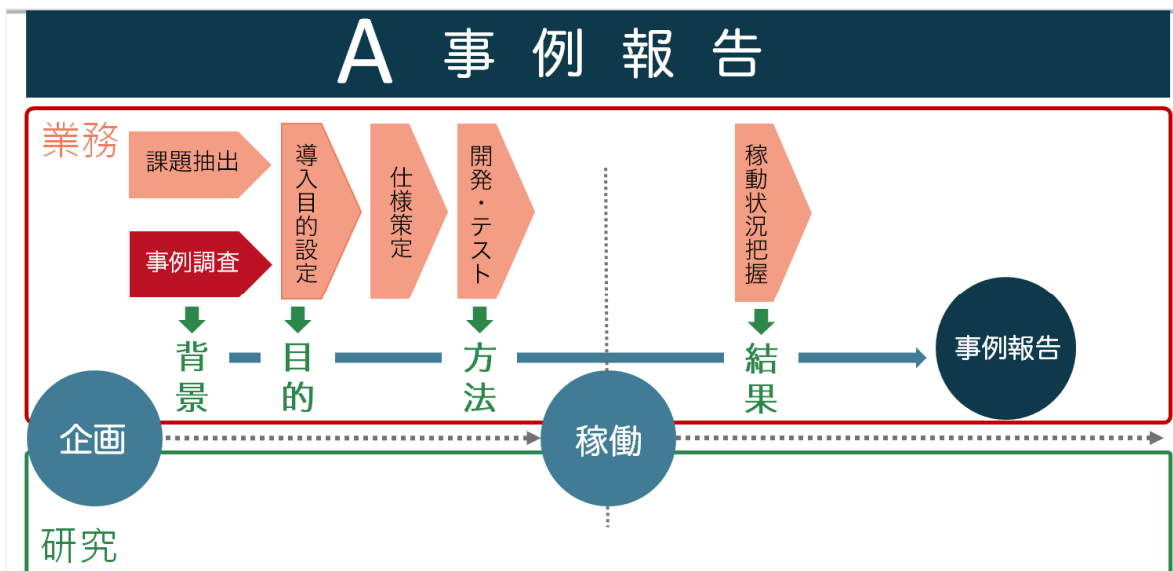 A 事例報告
業務
課題抽出
事例調査
導入目的設定
仕様策定
開発・テスト
稼動状況把握
背景
目的
方法
結果
事例報告
企画
稼働
研究